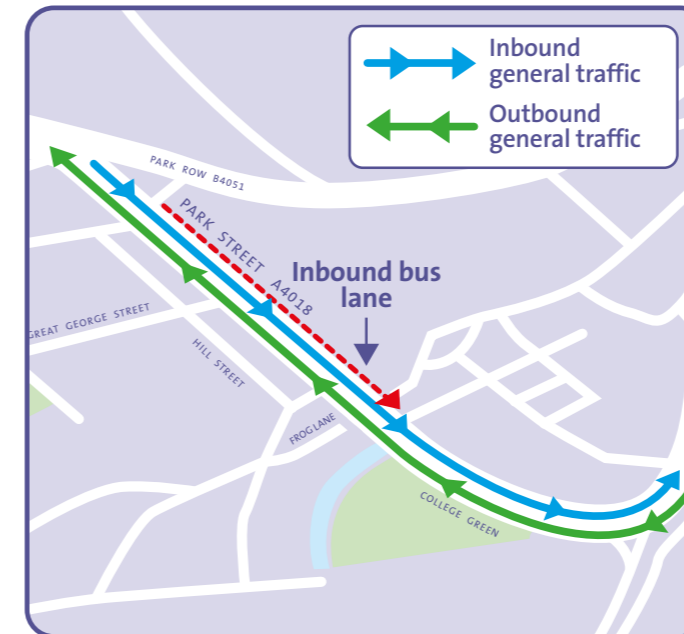 Inbound
general traffic
Outbound
general traffic
PARK ROW B4051
PARK STREET A4018
Inbound bus
lane
GREAT GEORGE STREET
HILL STREET
FROG LANE
COLLEGE GREEN